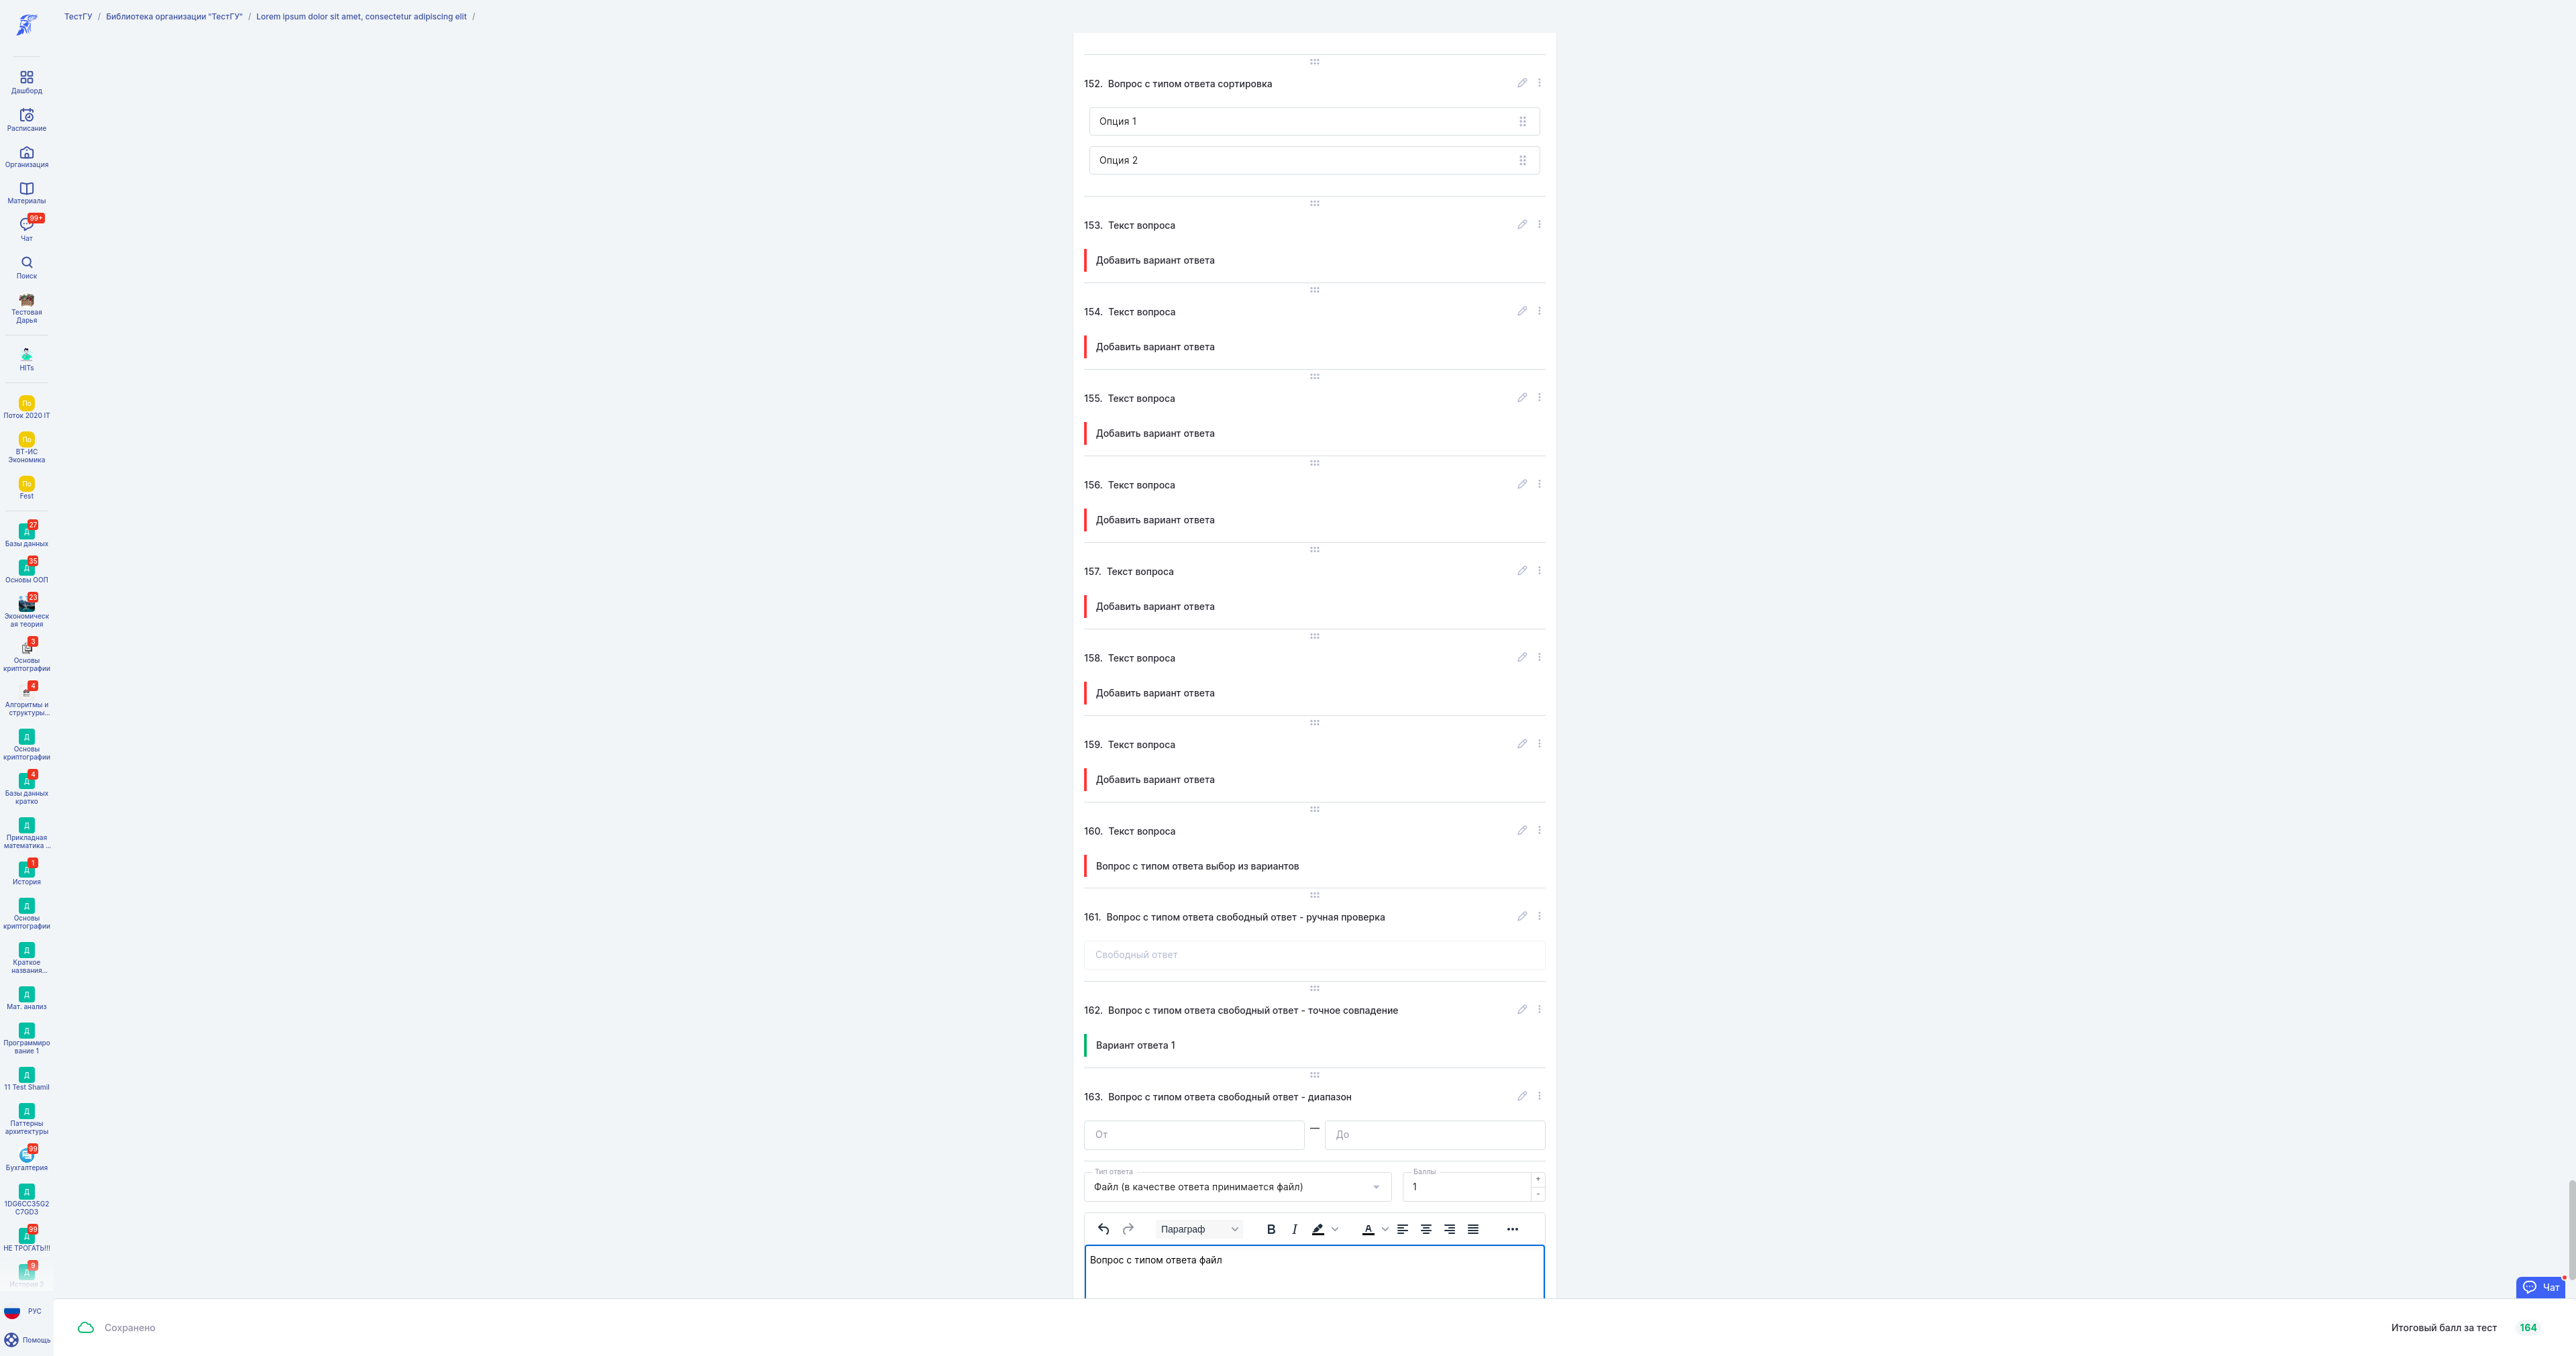 ТестГУ / Библиотека организации "ТестГУ" / Lorem ipsum dolor sit amet, consectetur adipiscing elit /
Дашборд
Расписание
Организация
Материалы
99+
Чат
Поиск
Тестовая
Дарья
HITs
По
Поток 2020 IT
По
ВТ-ИС
Экономика
По
Fest
27
Д
Базы данных
35
Д
Основы ООП
23
Экономическ
ая теория
3
Основы
криптографии
4
Алгоритмы и
структуры...
Д
Основы
криптографии
4
Д
Базы данных
кратко
Д
Прикладная
математика ...
1
Д
История
Д
Основы
криптографии
Д
Краткое
названия...
Д
Мат. анализ
Д
Программиро
вание 1
Д
11 Test Shamil
Д
Паттерны
архитектуры
99
Бухгалтерия
Д
1DG6CC35G2
C7GD3
99
Д
НЕ ТРОГАТЬ!!!
9
Д
История 2
РУС
Помощь
152. Вопрос с типом ответа сортировка
Опция 1
Опция 2
153. Текст вопроса
Добавить вариант ответа
154. Текст вопроса
Добавить вариант ответа
155. Текст вопроса
Добавить вариант ответа
156. Текст вопроса
Добавить вариант ответа
157. Текст вопроса
Добавить вариант ответа
158. Текст вопроса
Добавить вариант ответа
159. Текст вопроса
Добавить вариант ответа
160. Текст вопроса
Вопрос с типом ответа выбор из вариантов
161. Вопрос с типом ответа свободный ответ - ручная проверка
Свободный ответ
162. Вопрос с типом ответа свободный ответ - точное совпадение
Вариант ответа 1
163. Вопрос с типом ответа свободный ответ - диапазон
От — До
Тип ответа
Файл (в качестве ответа принимается файл)
Баллы
1
+
-
Параграф B I A
Вопрос с типом ответа файл
Чат
Сохранено
Итоговый балл за тест 164